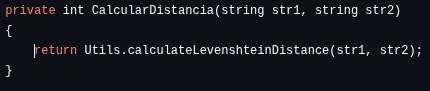 private int CalcularDistancia(string str1, string str2)
{
    return Utils.calculateLevenshteinDistance(str1, str2);
}